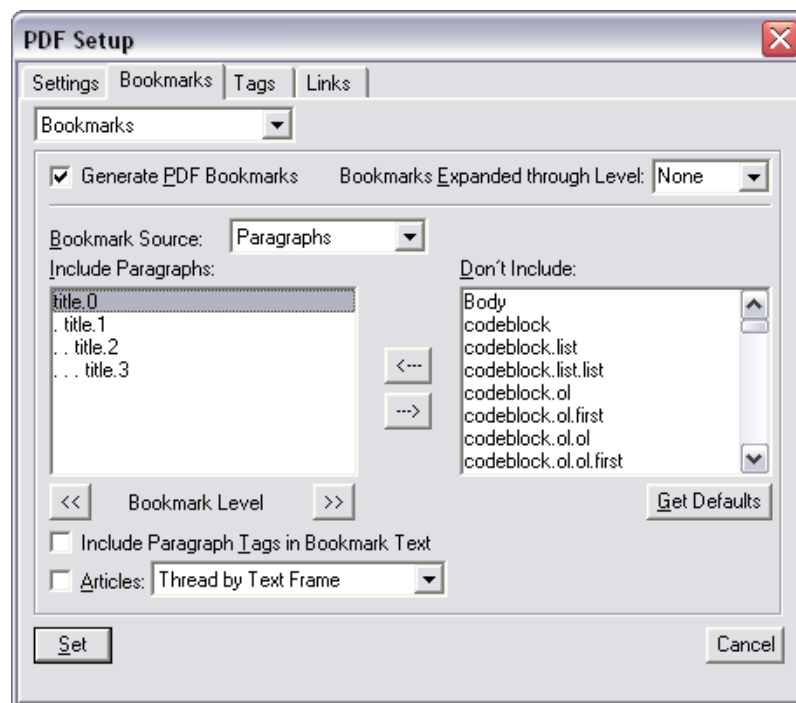 PDF Setup
Settings Bookmarks Tags Links
Bookmarks
Generate PDF Bookmarks Bookmarks Expanded through Level: None
Bookmark Source: Paragraphs
Include Paragraphs: Don´t Include:
title.0
. title.1
. . title.2
. . . title.3
<---
--->
Body
codeblock
codeblock.list
codeblock.list.list
codeblock.ol
codeblock.ol.first
codeblock.ol.ol
codeblock.ol.ol.first
<< Bookmark Level >> Get Defaults
Include Paragraph Tags in Bookmark Text
Articles: Thread by Text Frame
Set Cancel